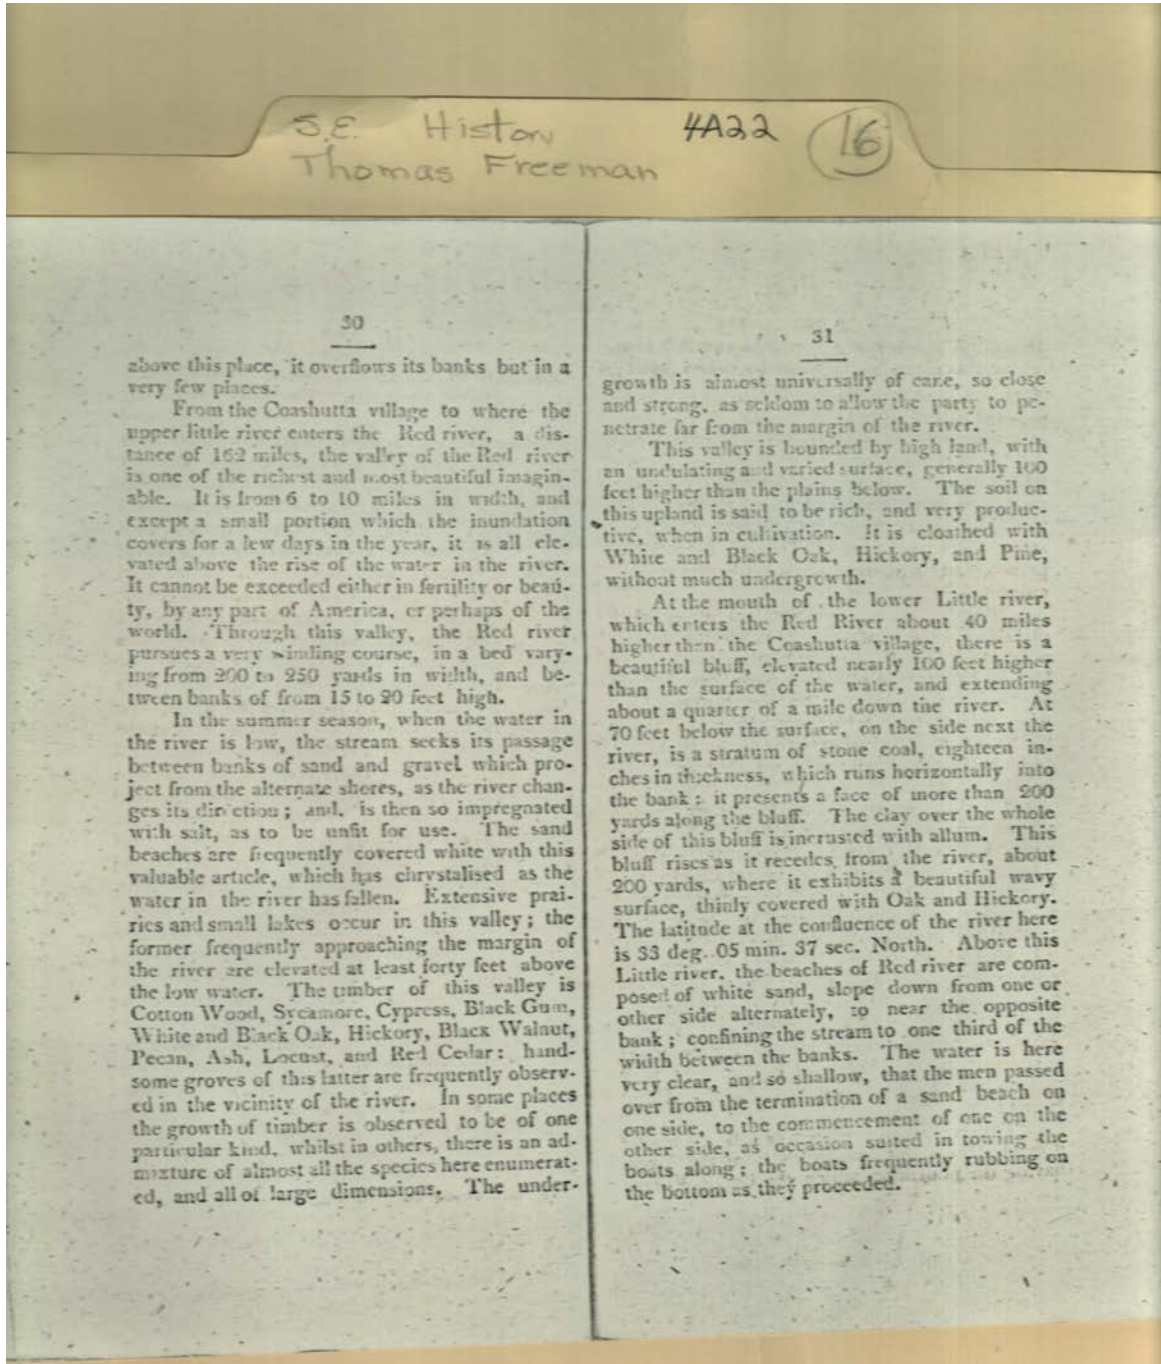 S.E. History 4A22 16
Thomas Freeman
30
above this place, it overflows its banks but in a
very few places.
From the Coashutta village to where the
upper little river enters the Red river, a dis-
tance of 162 miles, the valley of the Red river
is one of the richest and most beautiful imagin-
able. It is from 6 to 10 miles in width, and
except a small portion which the inundation
covers for a few days in the year, it is all ele-
vated above the rise of the water in the river.
It cannot be exceeded either in fertility or beau-
ty, by any part of America, or perhaps of the
world. Through this valley, the Red river
pursues a very winding course, in a bed vary-
ing from 200 to 250 yards in width, and be-
tween banks of from 15 to 20 feet high.
In the summer season, when the water in
the river is low, the stream seeks its passage
between banks of sand and gravel which pro-
ject from the alternate shores, as the river chan-
ges its direction; and, is then so impregnated
with salt, as to be unfit for use. The sand
beaches are frequently covered white with this
valuable article, which has chrystalised as the
water in the river has fallen. Extensive prai-
ries and small lakes occur in this valley; the
former frequently approaching the margin of
the river are elevated at least forty feet above
the low water. The timber of this valley is
Cotton Wood, Sycamore, Cypress, Black Gum,
White and Black Oak, Hickory, Black Walnut,
Pecan, Ash, Locust, and Red Cedar: hand-
some groves of this latter are frequently observ-
ed in the vicinity of the river. In some places
the growth of timber is observed to be of one
particular kind, whilst in others, there is an ad-
mixture of almost all the species here enumerat-
ed, and all of large dimensions. The under-
31
growth is almost universally of cane, so close
and strong, as seldom to allow the party to pe-
netrate far from the margin of the river.
This valley is bounded by high land, with
an undulating and varied surface, generally 100
feet higher than the plains below. The soil on
this upland is said to be rich, and very produc-
tive, when in cultivation. It is cloathed with
White and Black Oak, Hickory, and Pine,
without much undergrowth.
At the mouth of the lower Little river,
which enters the Red River about 40 miles
higher then the Coashutta village, there is a
beautiful bluff, elevated nearly 100 feet higher
than the surface of the water, and extending
about a quarter of a mile down the river. At
70 feet below the surface, on the side next the
river, is a stratum of stone coal, eighteen in-
ches in thickness, which runs horizontally into
the bank: it presents a face of more than 200
yards along the bluff. The clay over the whole
side of this bluff is incrusted with allum. This
bluff rises as it recedes from the river, about
200 yards, where it exhibits a beautiful wavy
surface, thinly covered with Oak and Hickory.
The latitude at the confluence of the river here
is 33 deg. 05 min. 37 sec. North. Above this
Little river, the beaches of Red river are com-
posed of white sand, slope down from one or
other side alternately, to near the opposite
bank; confining the stream to one third of the
width between the banks. The water is here
very clear, and so shallow, that the men passed
over from the termination of a sand beach on
one side, to the commencement of one on the
other side, as occasion suited in towing the
boats along; the boats frequently rubbing on
the bottom as they proceeded.